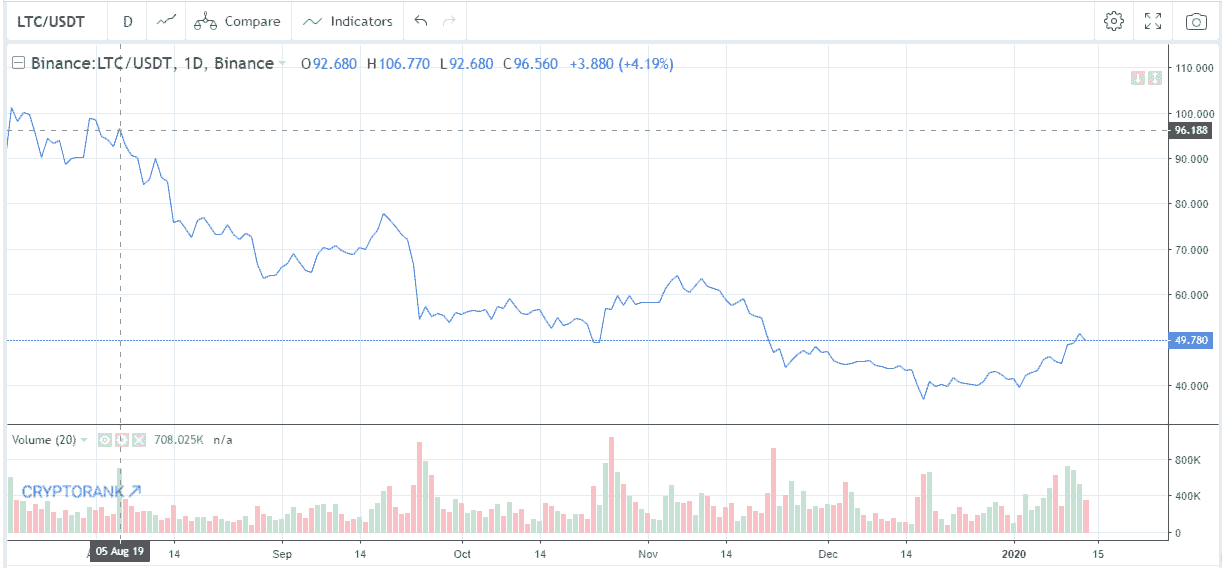 LTC/USDT D Compare Indicators
Binance:LTC/USDT, 1D, Binance O92.680 H106.770 L92.680 C96.560 +3.880 (+4.19%)
110.000
100.000
96.188
90.000
80.000
70.000
60.000
49.780
40.000
Volume (20) 708.025K n/a
800K
CRYPTORANK
400K
0
A 05 Aug 19 14 Sep 14 Oct 14 Nov 14 Dec 14 2020 15